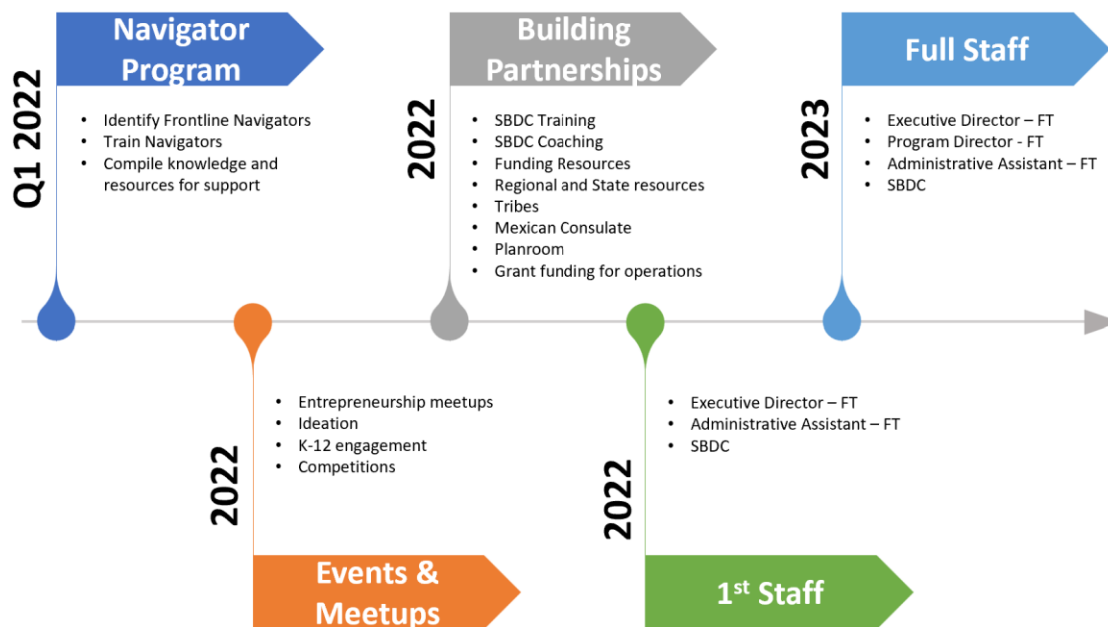 Navigator
Program
Q1 2022
• Identify Frontline Navigators
• Train Navigators
• Compile knowledge and
resources for support
Events &
Meetups
2022
• Entrepreneurship meetups
• Ideation
• K-12 engagement
• Competitions
Building
Partnerships
2022
• SBDC Training
• SBDC Coaching
• Funding Resources
• Regional and State resources
• Tribes
• Mexican Consulate
• Planroom
• Grant funding for operations
1st Staff
2022
• Executive Director – FT
• Administrative Assistant – FT
• SBDC
Full Staff
2023
• Executive Director – FT
• Program Director - FT
• Administrative Assistant – FT
• SBDC